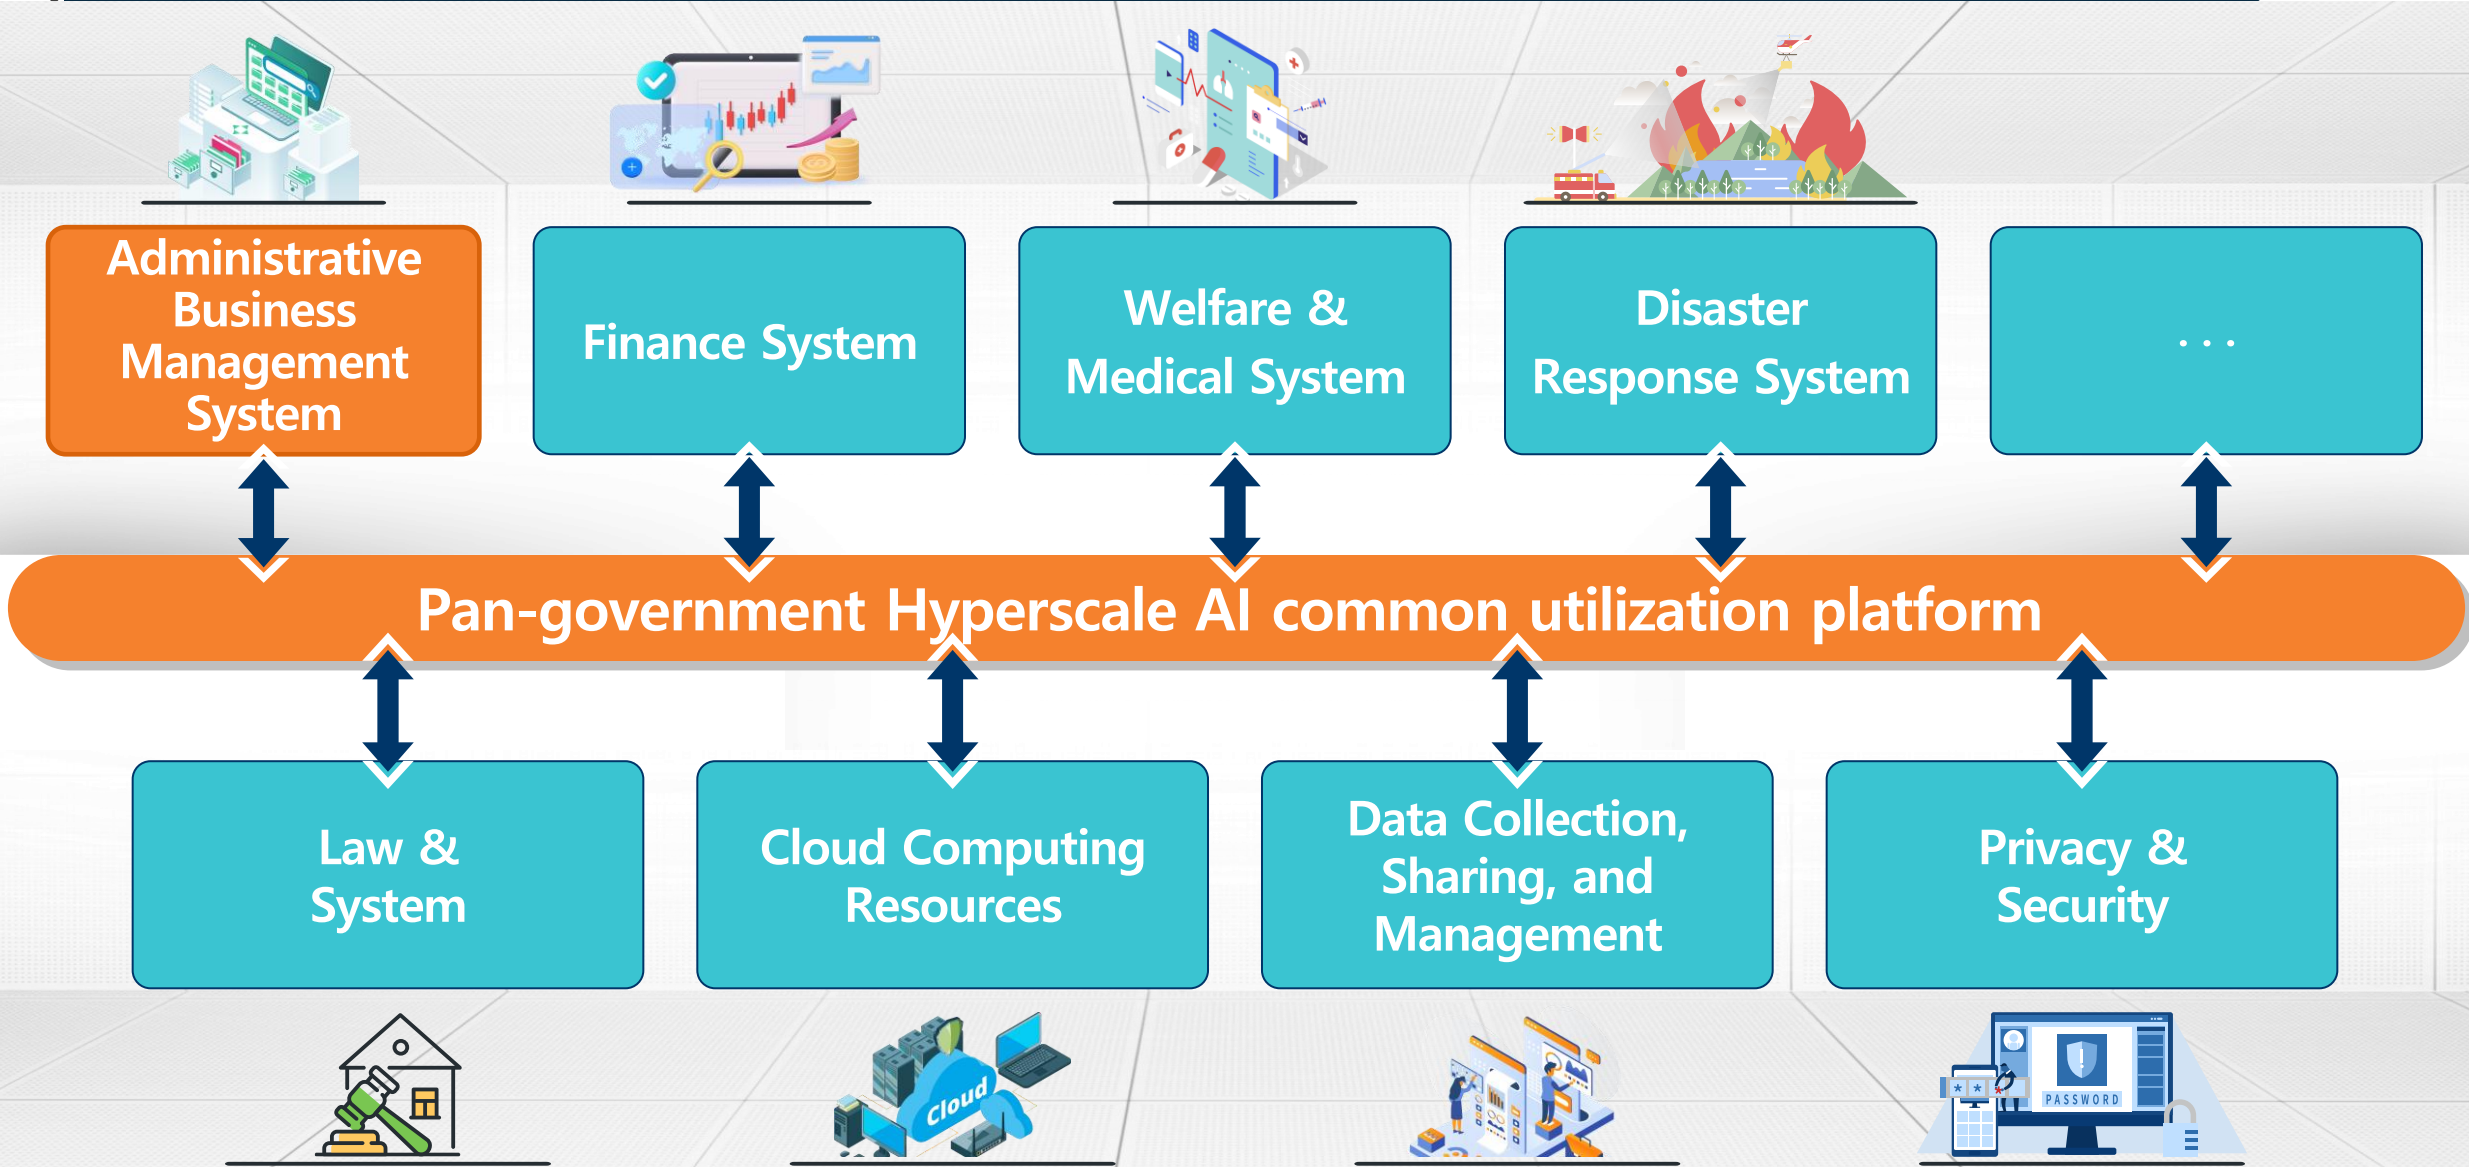 Administrative
Business
Management
System
Finance System
Welfare &
Medical System
Disaster
Response System
...
Pan-government Hyperscale AI common utilization platform
Law &
System
Cloud Computing
Resources
Data Collection,
Sharing, and
Management
Privacy &
Security
Cloud
* * *
PASSWORD